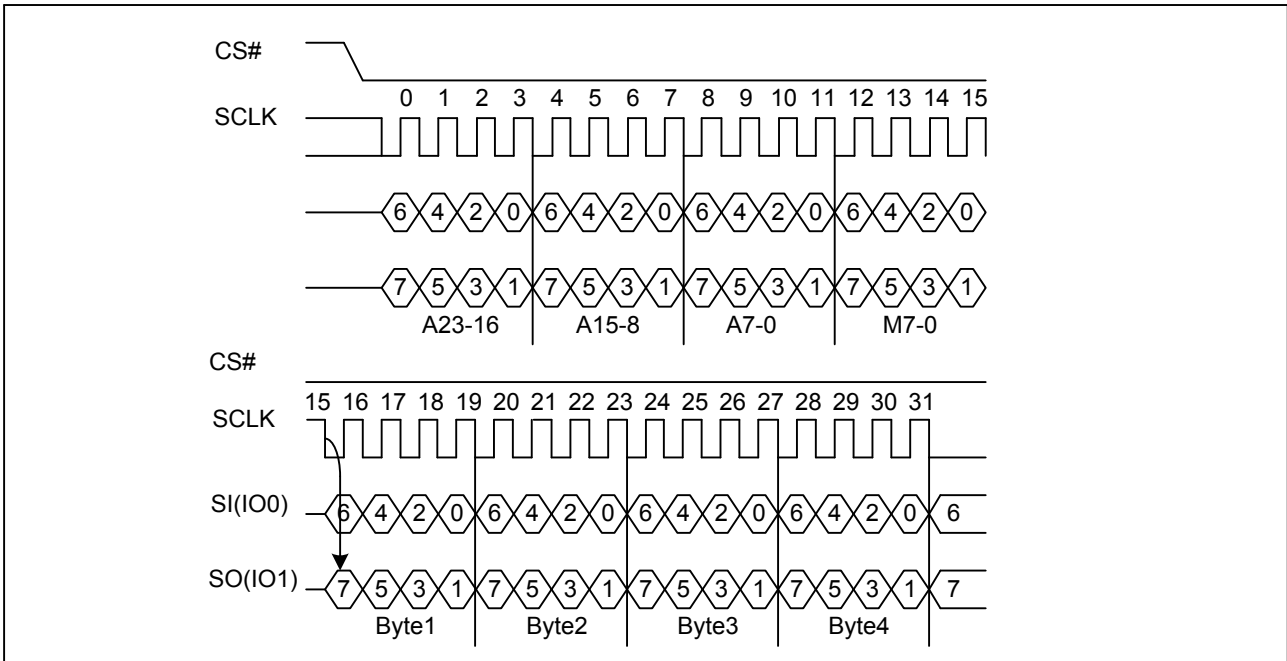 CS#
0 1 2 3 4 5 6 7 8 9 10 11 12 13 14 15
SCLK
6 4 2 0 6 4 2 0 6 4 2 0 6 4 2 0
7 5 3 1 7 5 3 1 7 5 3 1 7 5 3 1
A23-16 A15-8 A7-0 M7-0
CS#
15 16 17 18 19 20 21 22 23 24 25 26 27 28 29 30 31
SCLK
SI(IO0) 6 4 2 0 6 4 2 0 6 4 2 0 6 4 2 0 6
SO(IO1) 7 5 3 1 7 5 3 1 7 5 3 1 7 5 3 1 7
Byte1 Byte2 Byte3 Byte4